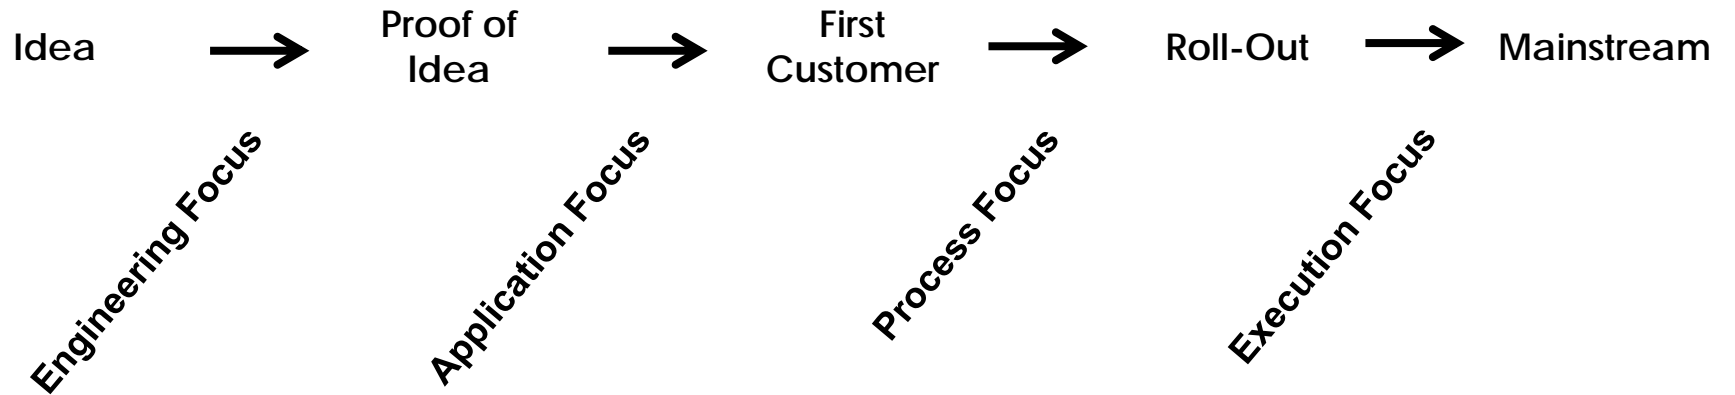 Idea
Proof of
Idea
First
Customer
Roll-Out
Mainstream
Engineering Focus
Application Focus
Process Focus
Execution Focus